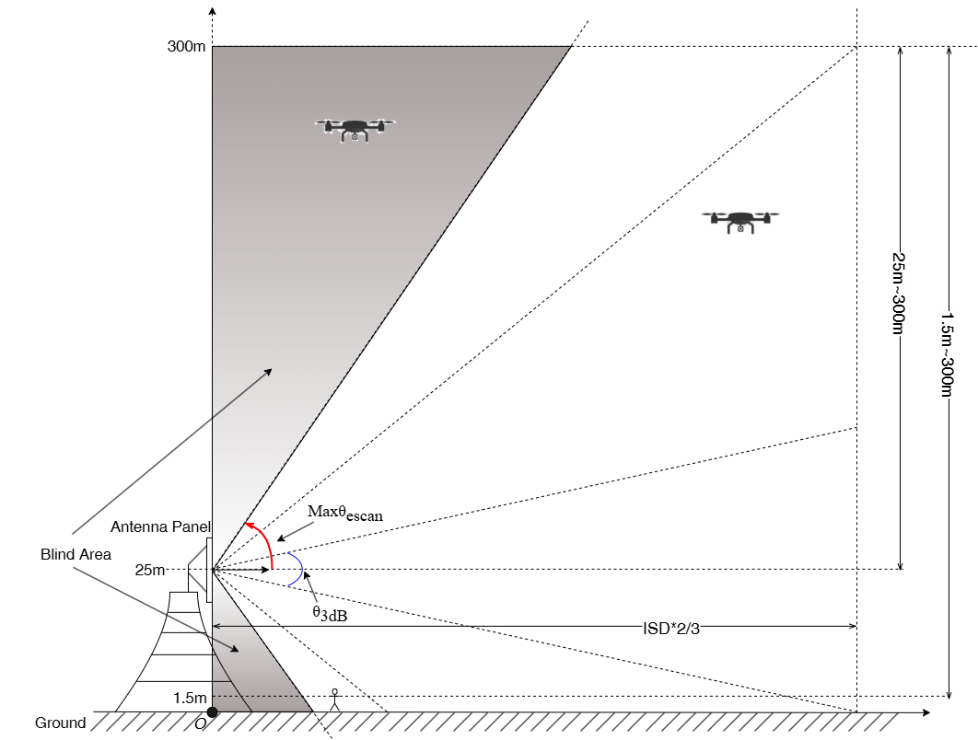 300m
25m~300m
1.5m~300m
Maxθescan
Antenna Panel
Blind Area
25m
θ3dB
ISD*2/3
1.5m
Ground
O